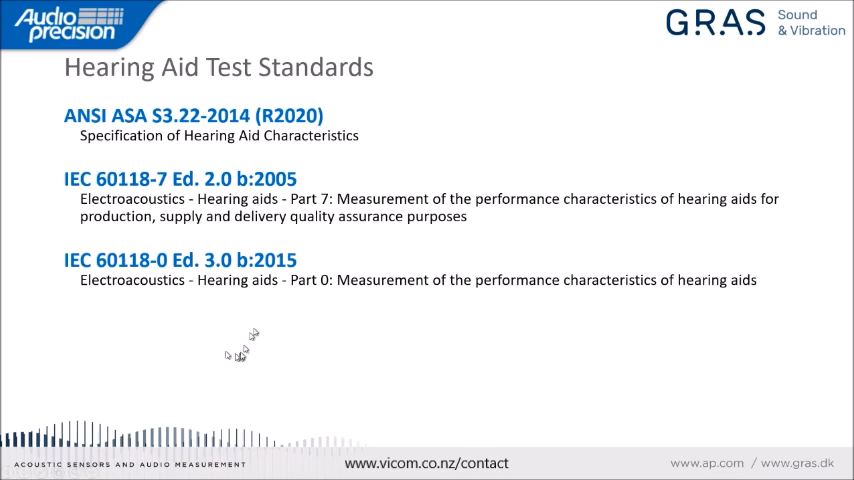 Audio
precision
GRAS Sound
& Vibration
Hearing Aid Test Standards
ANSI ASA S3.22-2014 (R2020)
Specification of Hearing Aid Characteristics
IEC 60118-7 Ed. 2.0 b:2005
Electroacoustics - Hearing aids - Part 7: Measurement of the performance characteristics of hearing aids for
production, supply and delivery quality assurance purposes
IEC 60118-0 Ed. 3.0 b:2015
Electroacoustics - Hearing aids - Part 0: Measurement of the performance characteristics of hearing aids
ACOUSTIC SENSORS AND AUDIO MEASUREMENT
www.vicom.co.nz/contact
www.ap.com / www.gras.dk